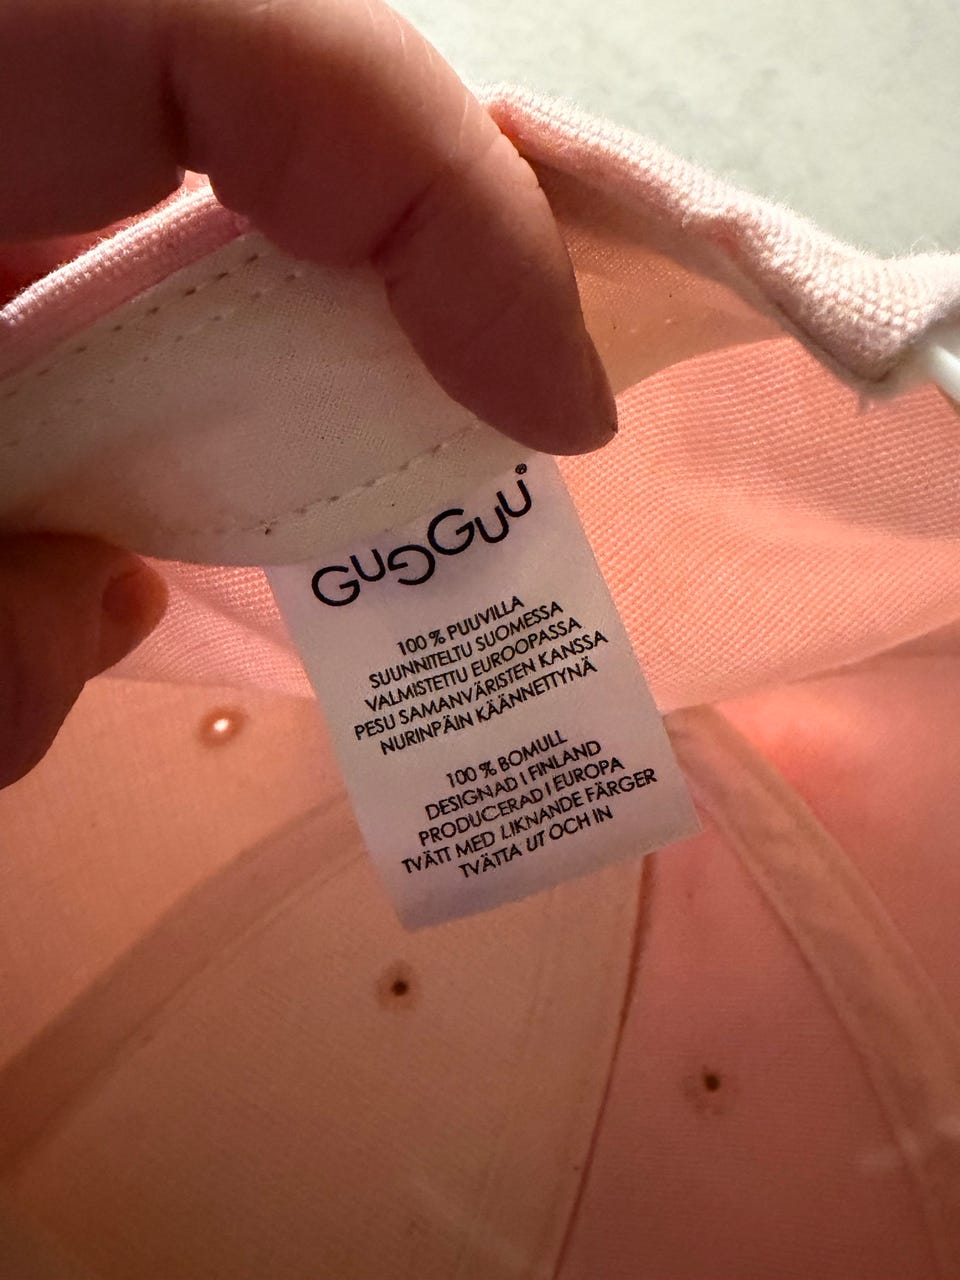 GUGGUU®
100 % PUUVILLA
SUUNNITELTU SUOMESSA
VALMISTETTU EUROOPASSA
PESU SAMANVÄRISTEN KANSSA
NURINPÄIN KÄÄNNETTYNÄ
100 % BOMULL
DESIGNAD I FINLAND
PRODUCERAD I EUROPA
TVÄTT MED LIKNANDE FÄRGER
TVÄTTA UT OCH IN